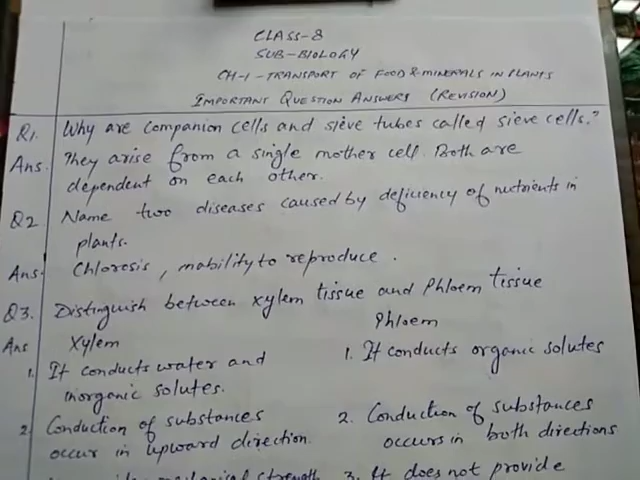 CLASS-8
SUB-BIOLOGY
CH-1-TRANSPORT OF FOOD & MINERALS IN PLANTS
IMPORTANT QUESTION ANSWERS (REVISION)
Q1. Why are companion cells and sieve tubes called sieve cells.?
Ans. They arise from a single mother cell. Both are
dependent on each other.
Q2. Name two diseases caused by deficiency of nutrients in
plants.
Ans. Chlorosis, inability to reproduce.
Q3. Distinguish between xylem tissue and Phloem tissue
Ans Xylem Phloem
1. It conducts water and 1. It conducts organic solutes
inorganic solutes.
2. Conduction of substances 2. Conduction of substances
occur in upward direction. occurs in both directions
mechanical strength 3. It does not provide